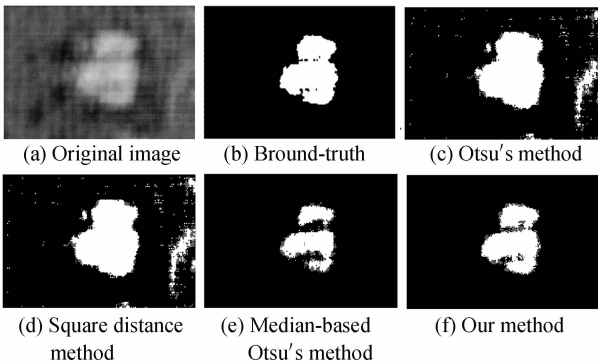 (a) Original image
(b) Bround-truth
(c) Otsu's method
(d) Square distance
method
(e) Median-based
Otsu's method
(f) Our method